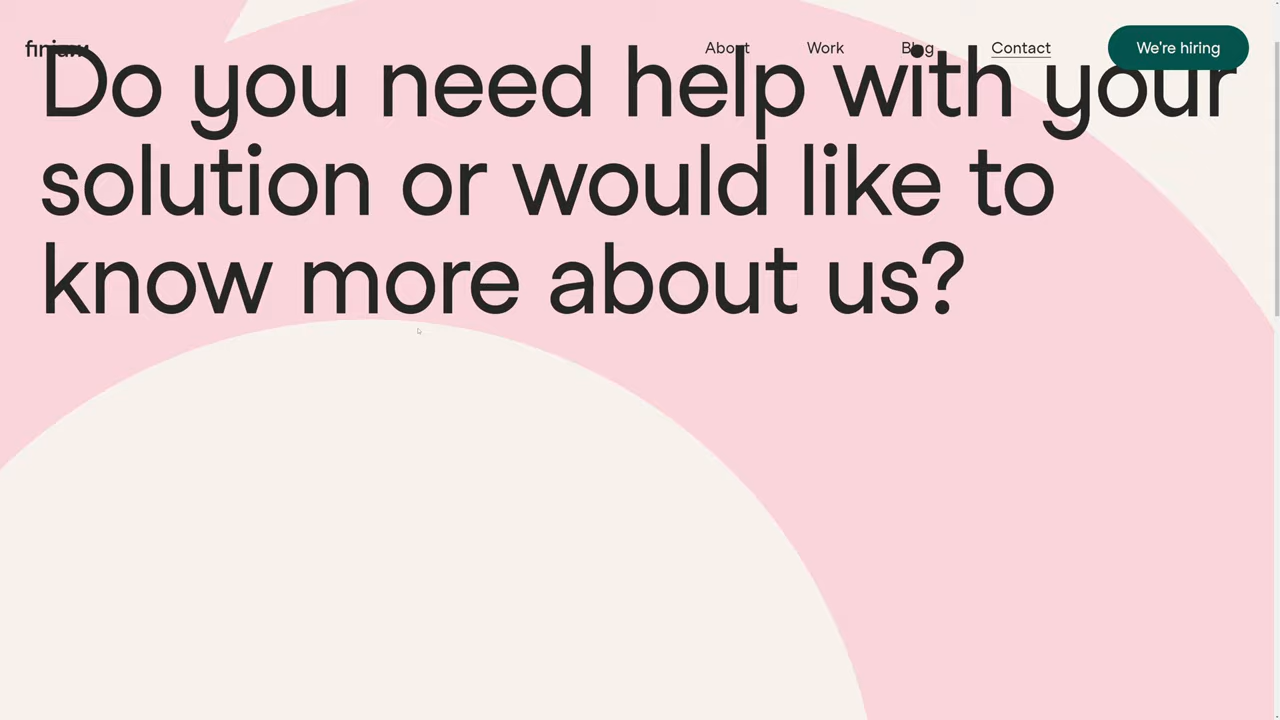 About
Work
Blog
Contact
We're hiring
Do you need help with your
solution or would like to
know more about us?